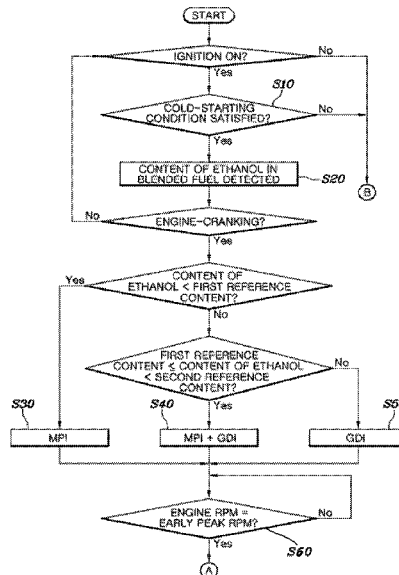 START
IGNITION ON?
No
Yes
S10
COLD-STARTING
CONDITION SATISFIED?
No
Yes
CONTENT OF ETHANOL IN
BLENDED FUEL DETECTED
S20
B
No
ENGINE-CRANKING?
Yes
Yes
CONTENT OF
ETHANOL < FIRST REFERENCE
CONTENT?
No
FIRST REFERENCE
CONTENT ≤ CONTENT OF ETHANOL
< SECOND REFERENCE
CONTENT?
No
Yes
S30
S40
MPI
MPI + GDI
GDI
ENGINE RPM =
EARLY PEAK RPM?
No
Yes
S60
A